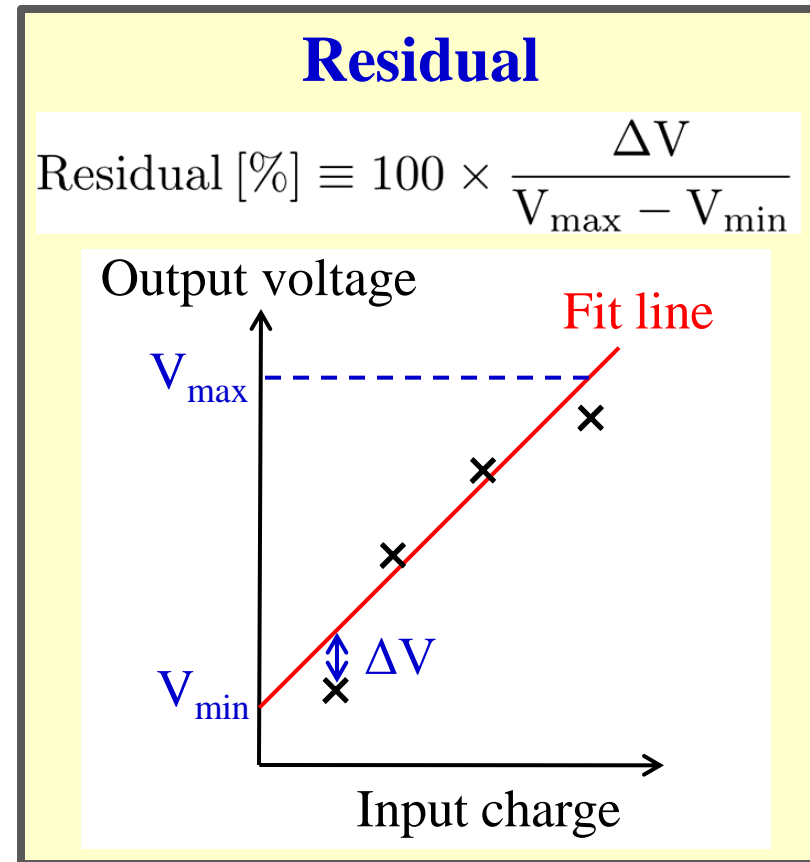 Residual
Residual [%] ≡ 100 × ΔV / (V_max − V_min)
Output voltage
Fit line
V_max
ΔV
V_min
Input charge